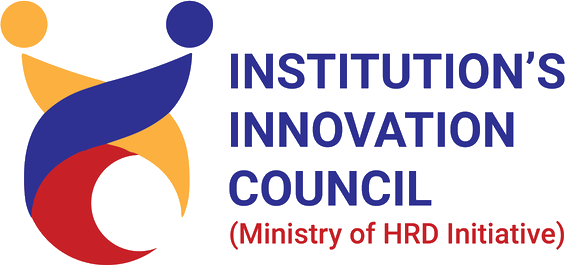 INSTITUTION'S
INNOVATION
COUNCIL
(Ministry of HRD Initiative)